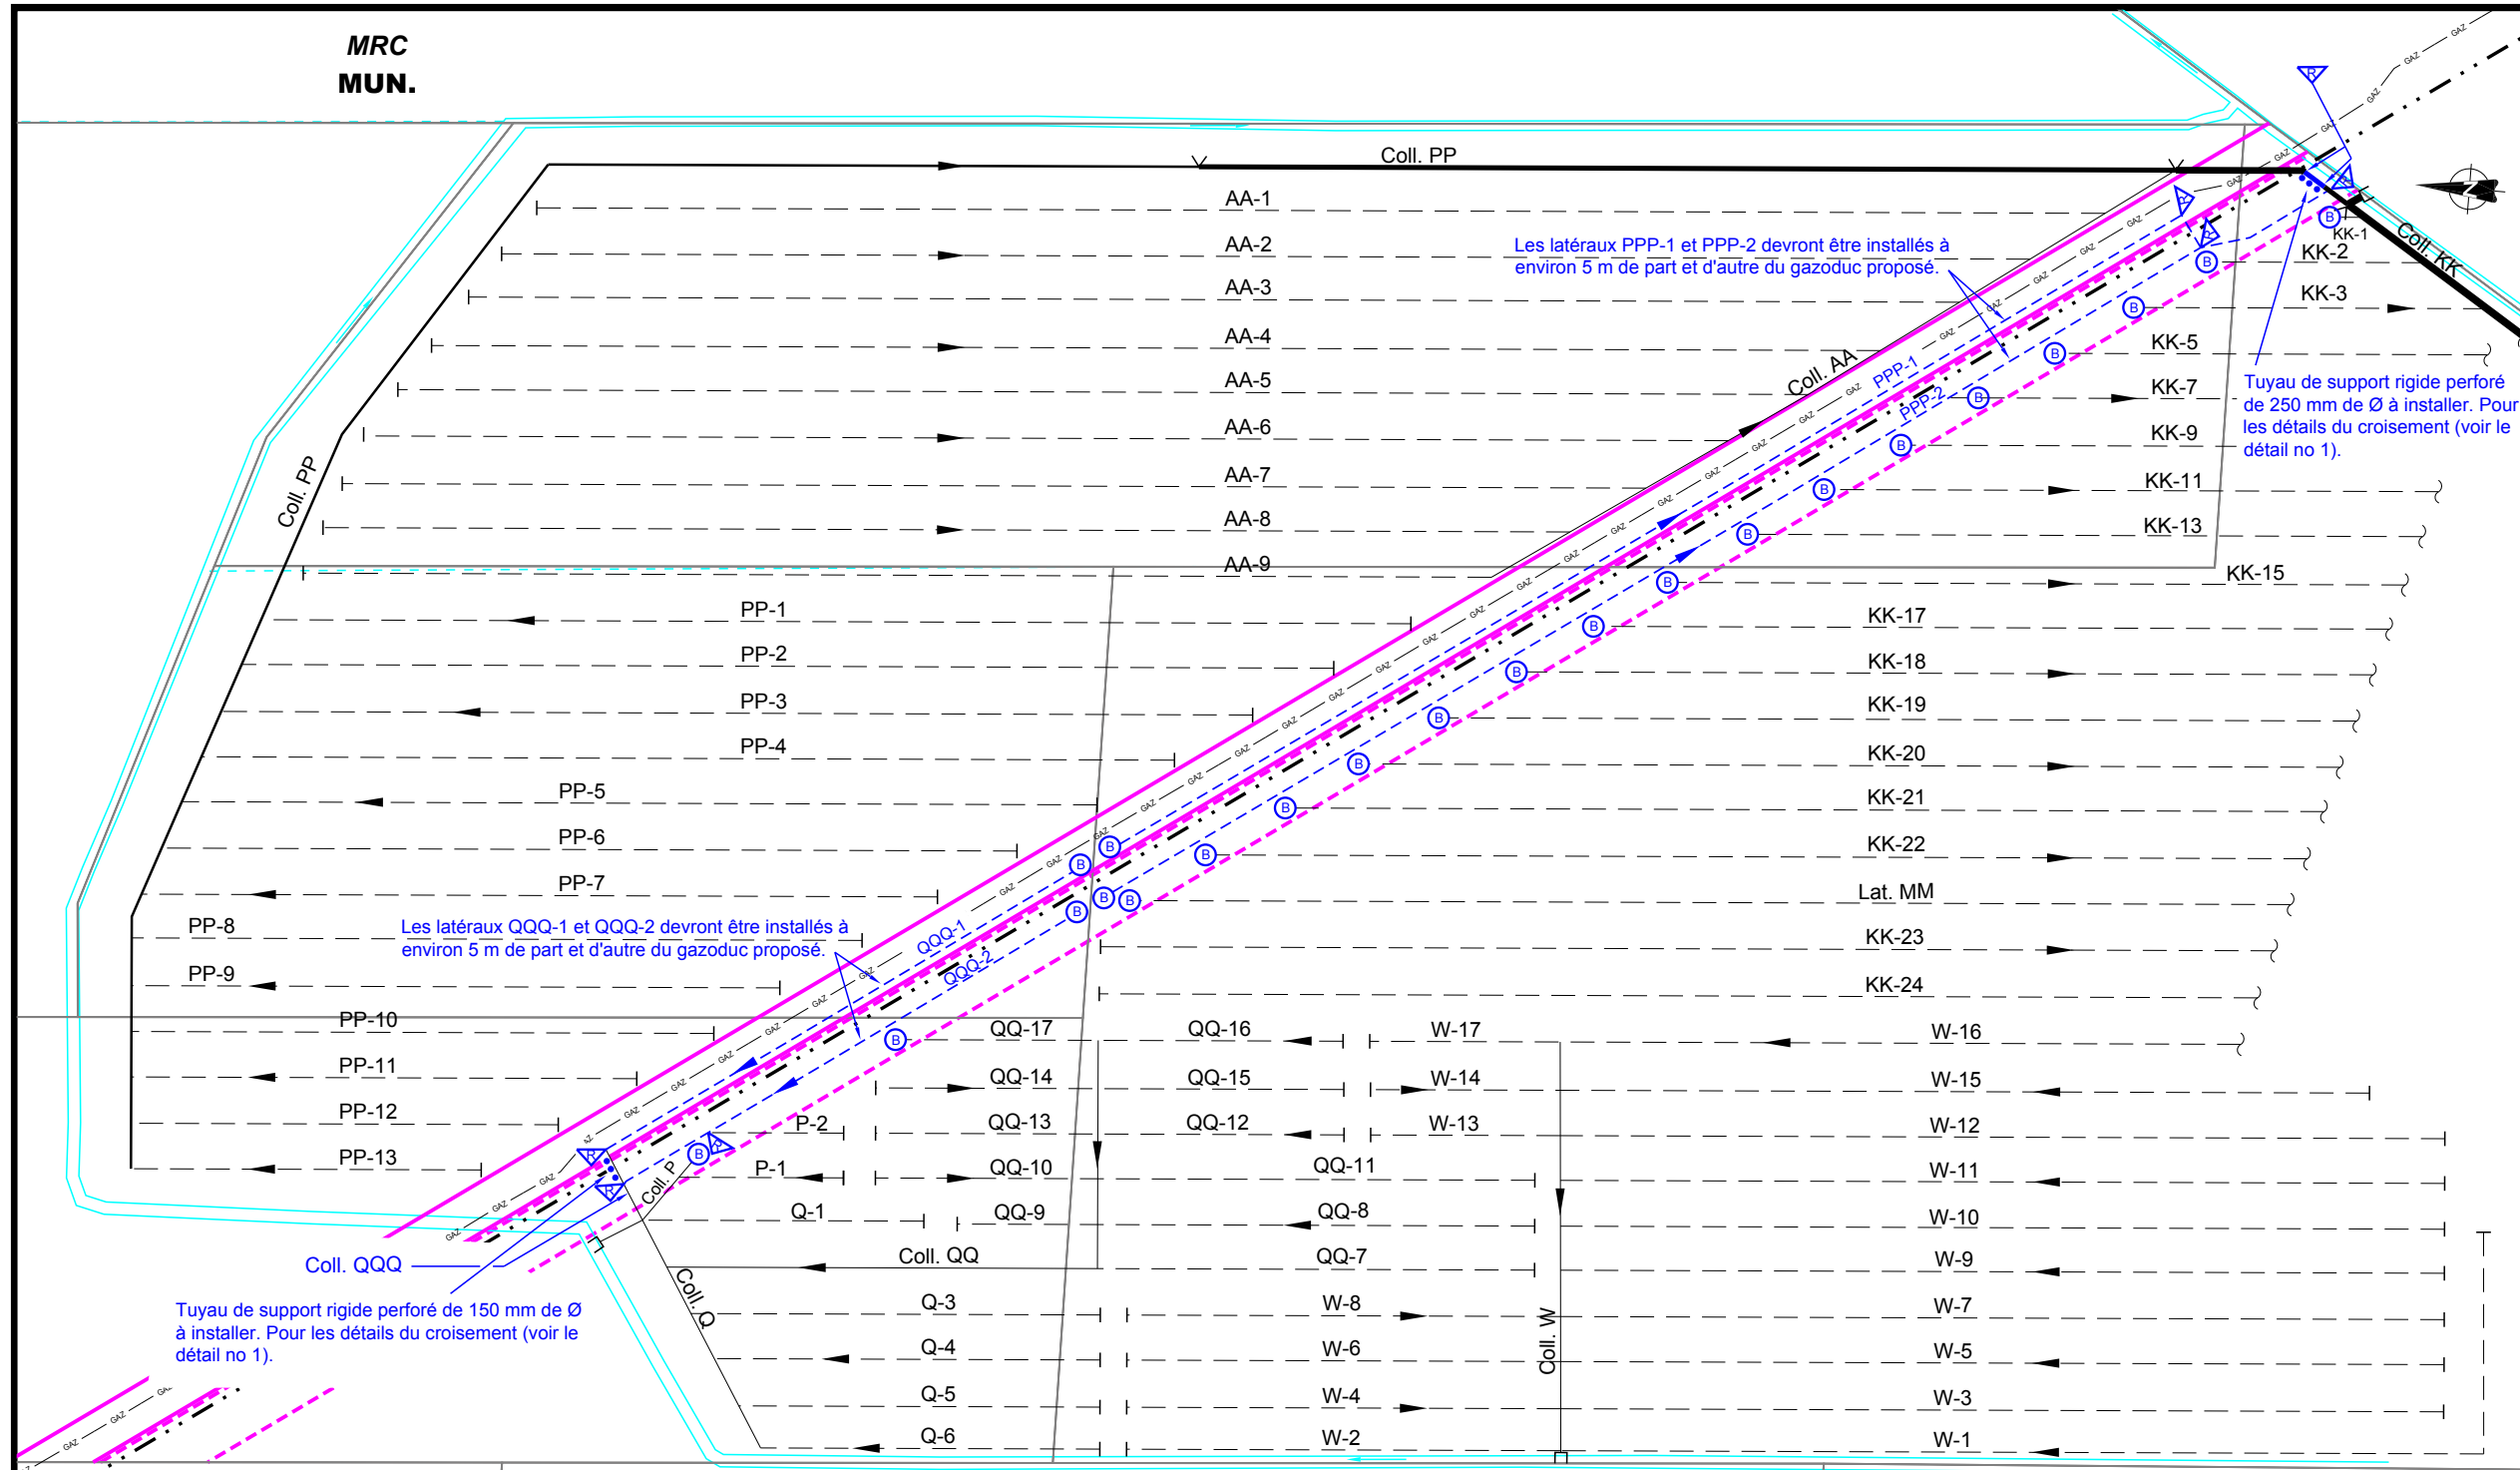 MRC
MUN.
Coll. PP
AA-1
AA-2
AA-3
AA-4
AA-5
AA-6
AA-7
AA-8
AA-9
Coll. PP
Les latéraux PPP-1 et PPP-2 devront être installés à
environ 5 m de part et d'autre du gazoduc proposé.
Coll. AA
PPP-1
PPP-2
GAZ
R
B
N
Coll. KK
KK-1
KK-2
KK-3
KK-5
KK-7
KK-9
KK-11
KK-13
KK-15
KK-17
KK-18
KK-19
KK-20
KK-21
KK-22
Lat. MM
KK-23
KK-24
Tuyau de support rigide perforé
de 250 mm de Ø à installer. Pour
les détails du croisement (voir le
détail no 1).
PP-1
PP-2
PP-3
PP-4
PP-5
PP-6
PP-7
PP-8
PP-9
PP-10
PP-11
PP-12
PP-13
Les latéraux QQQ-1 et QQQ-2 devront être installés à
environ 5 m de part et d'autre du gazoduc proposé.
QQQ-1
QQQ-2
QQ-17
QQ-16
W-17
W-16
QQ-14
QQ-15
W-14
W-15
P-2
QQ-13
QQ-12
W-13
W-12
P-1
QQ-10
QQ-11
W-11
Coll. P
Q-1
QQ-9
QQ-8
W-10
Coll. QQQ
Coll. QQ
QQ-7
W-9
Coll. Q
Q-3
W-8
W-7
Coll. W
Q-4
W-6
W-5
Q-5
W-4
W-3
Q-6
W-2
W-1
Tuyau de support rigide perforé de 150 mm de Ø
à installer. Pour les détails du croisement (voir le
détail no 1).